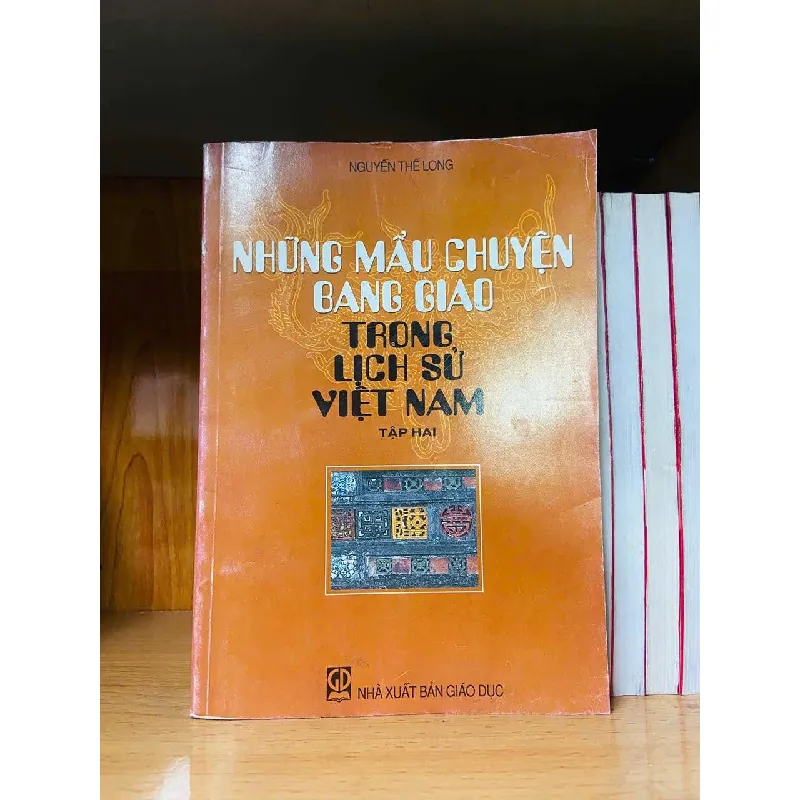 NGUYỄN THẾ LONG
NHỮNG MẨU CHUYỆN
BANG GIAO
TRONG
LỊCH SỬ
VIỆT NAM
TẬP HAI
GD
NHÀ XUẤT BẢN GIÁO DỤC